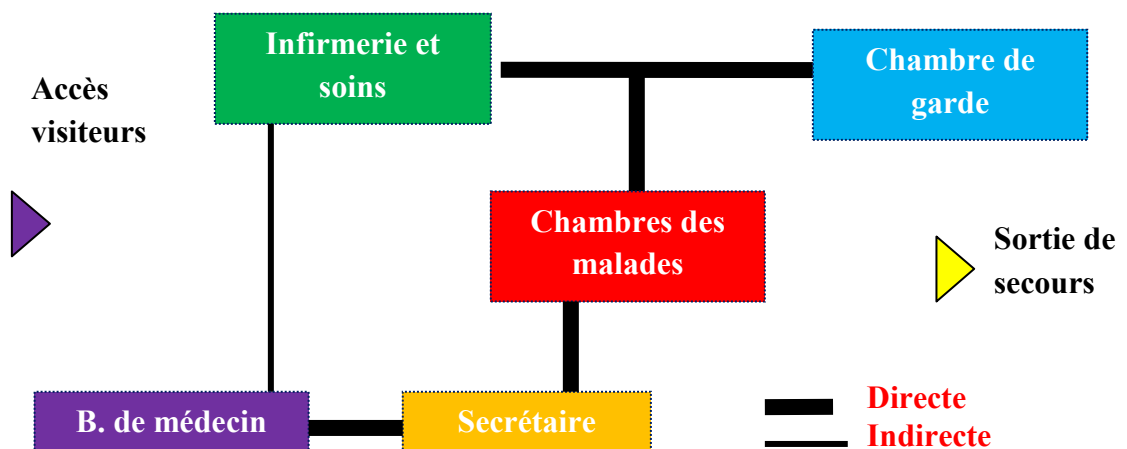 Infirmerie et
soins
Chambre de
garde
Accès
visiteurs
Chambres des
malades
Sortie de
secours
B. de médecin
Secrétaire
Directe
Indirecte